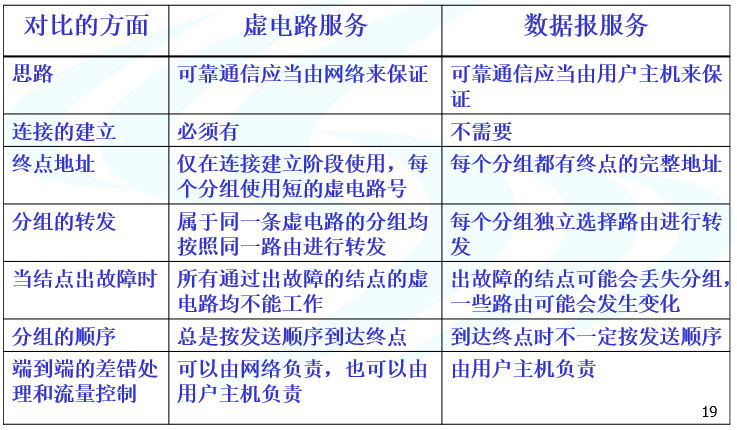 对比的方面 虚电路服务 数据报服务
思路 可靠通信应当由网络来保证 可靠通信应当由用户主机来保
证
连接的建立 必须有 不需要
终点地址 仅在连接建立阶段使用，每 每个分组都有终点的完整地址
个分组使用短的虚电路号
分组的转发 属于同一条虚电路的分组均 每个分组独立选择路由进行转
按照同一路由进行转发 发
当结点出故障时 所有通过出故障的结点的虚 出故障的结点可能会丢失分组，
电路均不能工作 一些路由可能会发生变化
分组的顺序 总是按发送顺序到达终点 到达终点时不一定按发送顺序
端到端的差错处 可以由网络负责，也可以由 由用户主机负责
理和流量控制 用户主机负责
19